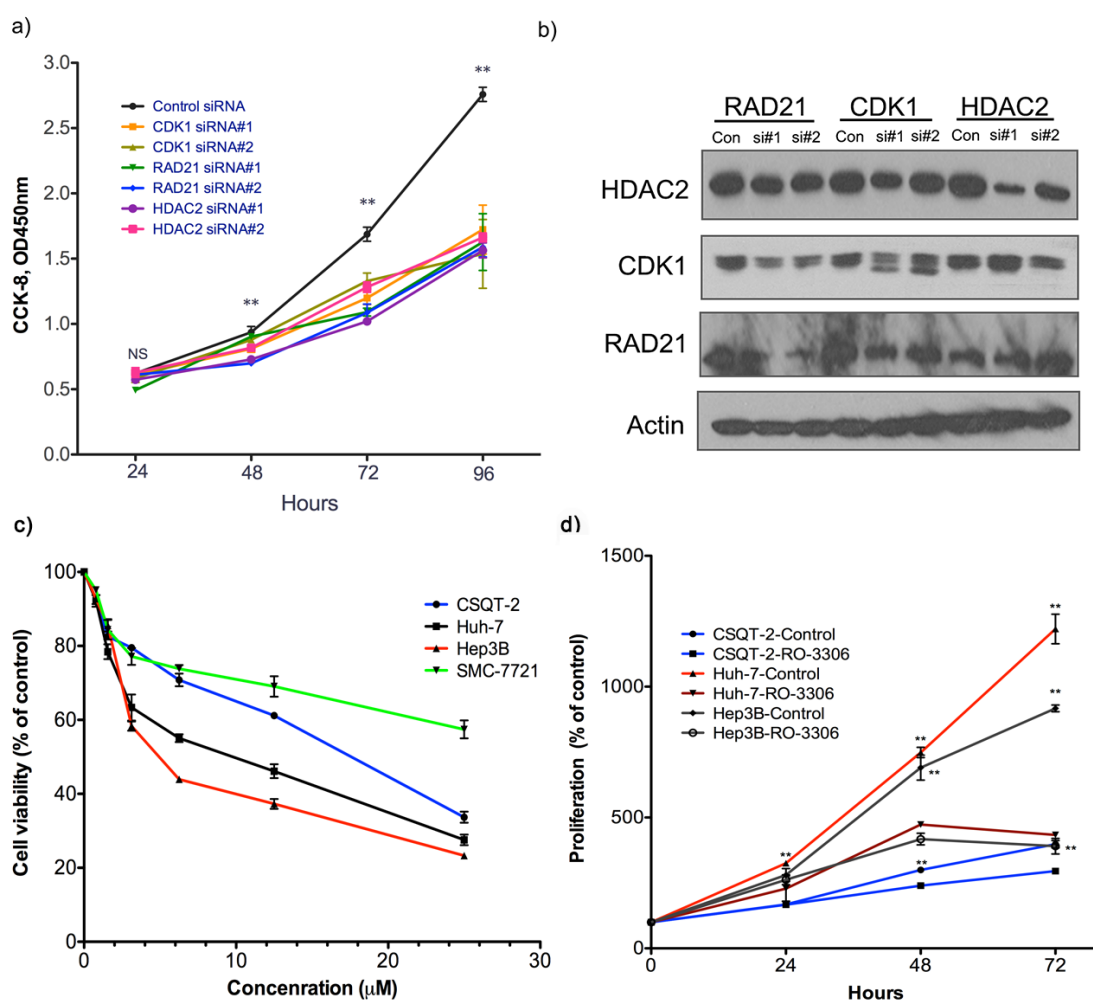 a)
CCK-8, OD450nm
3.0
2.5
2.0
1.5
1.0
0.5
0.0
Control siRNA
CDK1 siRNA#1
CDK1 siRNA#2
RAD21 siRNA#1
RAD21 siRNA#2
HDAC2 siRNA#1
HDAC2 siRNA#2
NS
**
**
**
24
48
72
96
Hours
b)
RAD21 CDK1 HDAC2
Con si#1 si#2 Con si#1 si#2 Con si#1 si#2
HDAC2
CDK1
RAD21
Actin
c)
Cell viability (% of control)
100
80
60
40
20
0
CSQT-2
Huh-7
Hep3B
SMC-7721
0
10
20
30
Concenration (μM)
d)
Proliferation (% of control)
1500
1000
500
0
CSQT-2-Control
CSQT-2-RO-3306
Huh-7-Control
Huh-7-RO-3306
Hep3B-Control
Hep3B-RO-3306
**
**
**
**
**
**
**
0
24
48
72
Hours